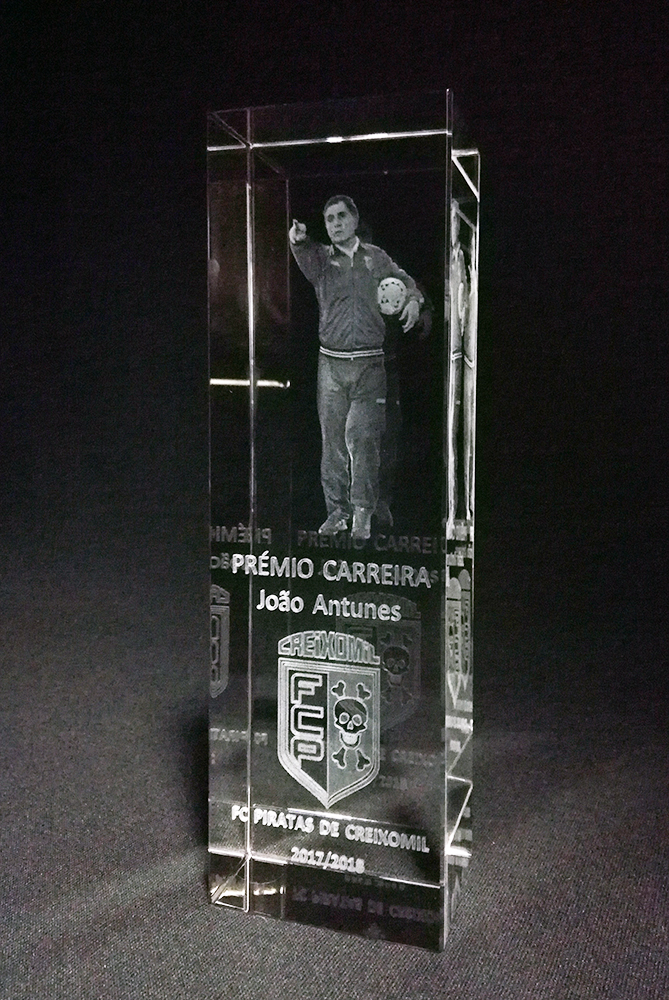 PRÉMIO CARREIRA
João Antunes
CREIXOMIL
FCP
FC PIRATAS DE CREIXOMIL
2017/2018